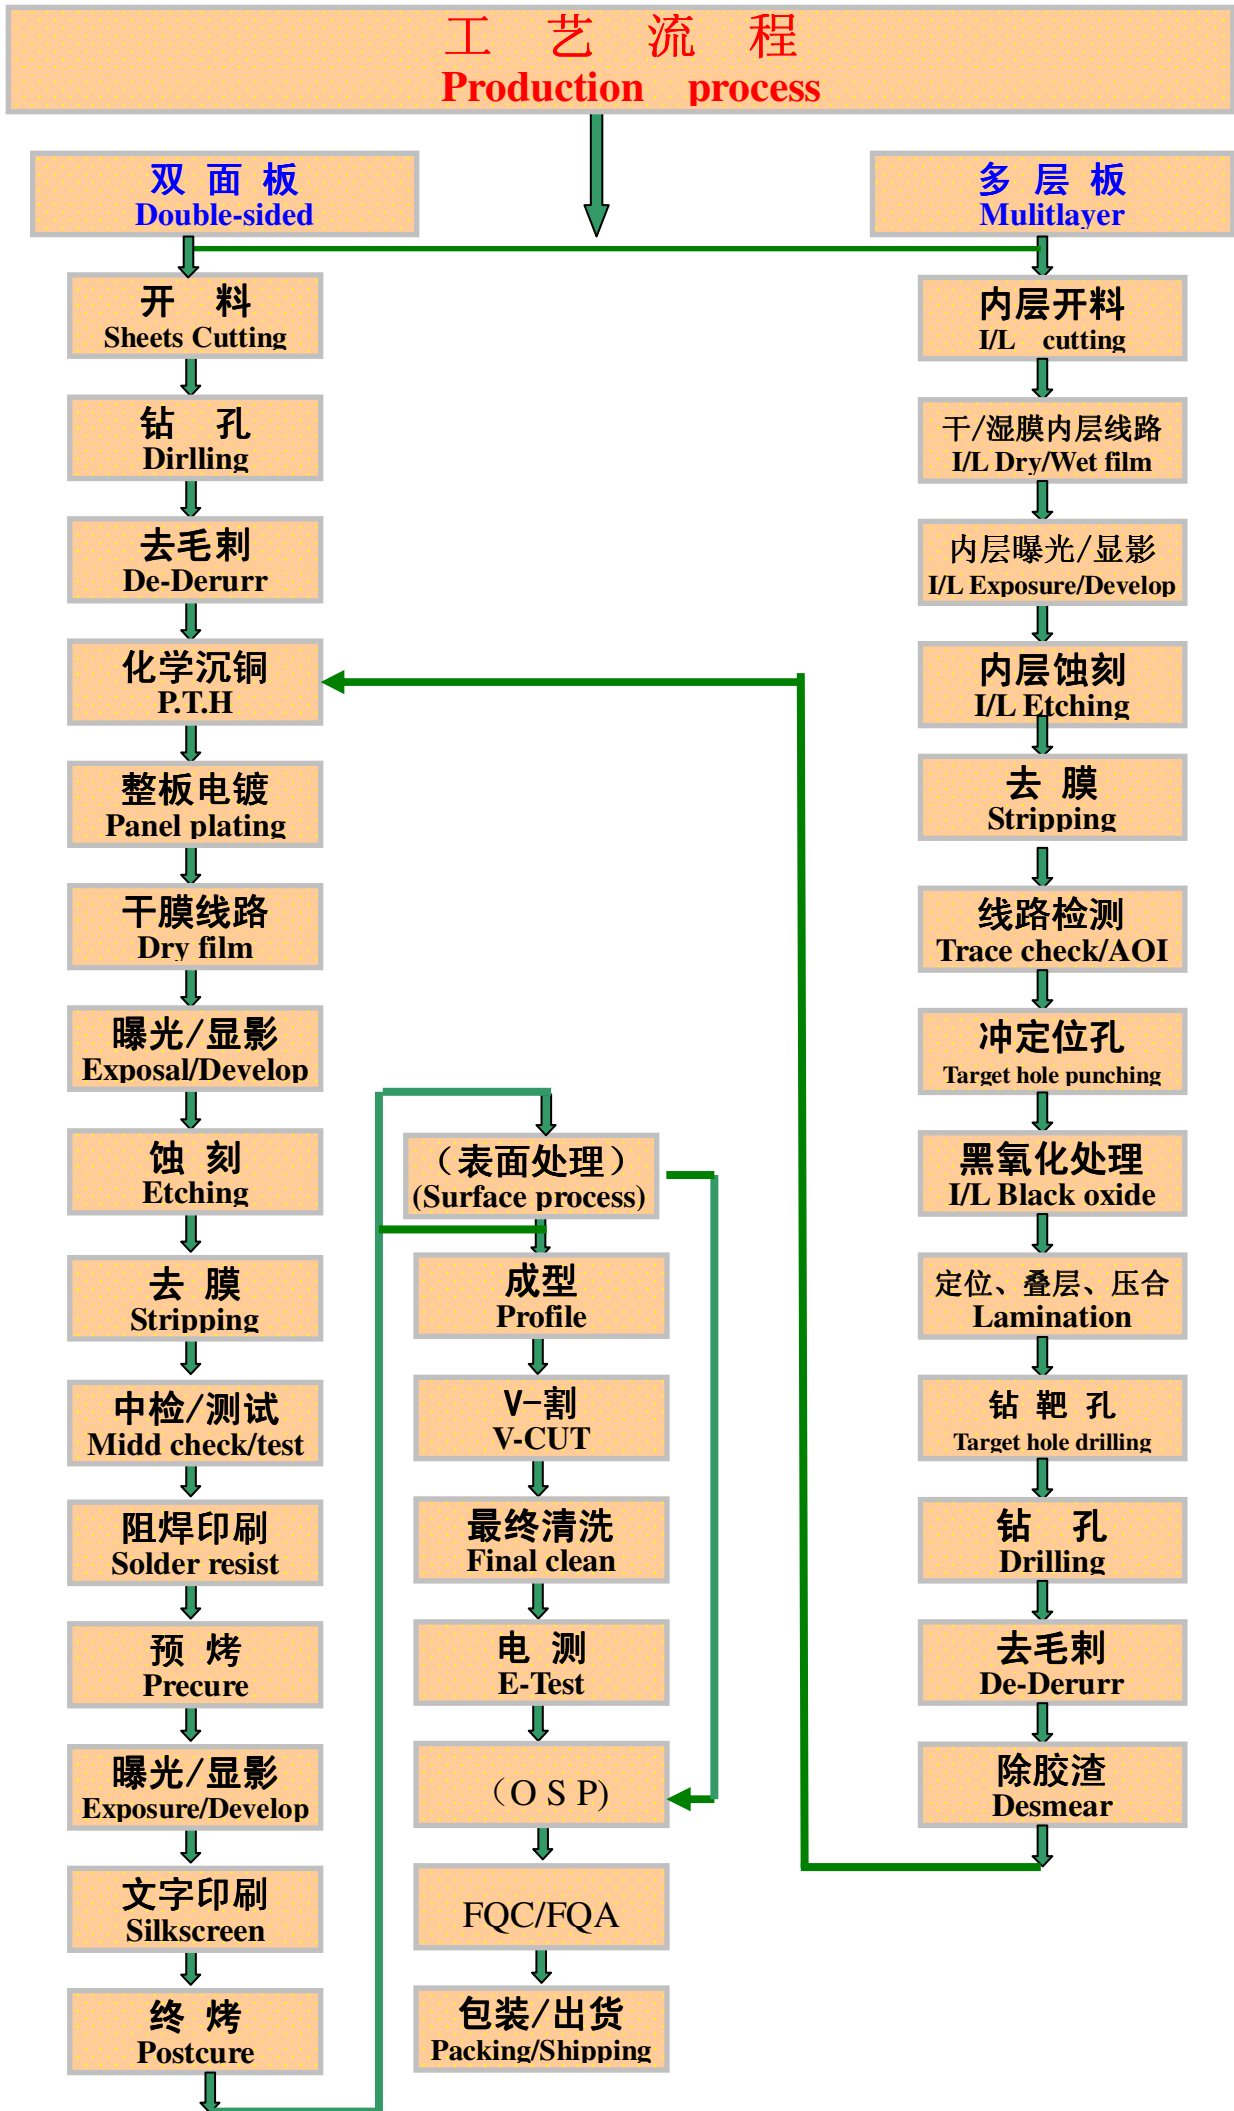 工 艺 流 程
Production process
双 面 板
Double-sided
开 料
Sheets Cutting
钻 孔
Dirlling
去毛刺
De-Derurr
化学沉铜
P.T.H
整板电镀
Panel plating
干膜线路
Dry film
曝光/显影
Exposal/Develop
蚀 刻
Etching
去 膜
Stripping
中检/测试
Midd check/test
阻焊印刷
Solder resist
预 烤
Precure
曝光/显影
Exposure/Develop
文字印刷
Silkscreen
终 烤
Postcure
（表面处理）
(Surface process)
成型
Profile
V-割
V-CUT
最终清洗
Final clean
电 测
E-Test
（O S P)
FQC/FQA
包装/出货
Packing/Shipping
多 层 板
Mulitlayer
内层开料
I/L cutting
干/湿膜内层线路
I/L Dry/Wet film
内层曝光/显影
I/L Exposure/Develop
内层蚀刻
I/L Etching
去 膜
Stripping
线路检测
Trace check/AOI
冲定位孔
Target hole punching
黑氧化处理
I/L Black oxide
定位、叠层、压合
Lamination
钻 靶 孔
Target hole drilling
钻 孔
Drilling
去毛刺
De-Derurr
除胶渣
Desmear